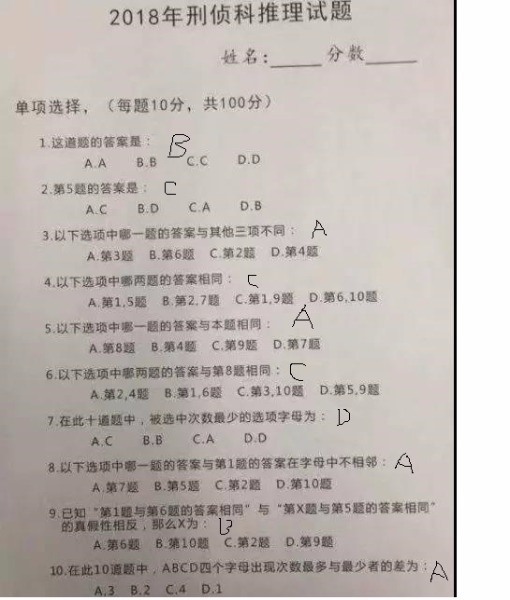 2018年刑侦科推理试题
姓名:_____ 分数_____
单项选择，（每题10分，共100分）
1.这道题的答案是： B
A.A B.B C.C D.D
2.第5题的答案是： C
A.C B.D C.A D.B
3.以下选项中哪一题的答案与其他三项不同： A
A.第3题 B.第6题 C.第2题 D.第4题
4.以下选项中哪两题的答案相同： C
A.第1,5题 B.第2,7题 C.第1,9题 D.第6,10题
5.以下选项中哪一题的答案与本题相同： A
A.第8题 B.第4题 C.第9题 D.第7题
6.以下选项中哪两题的答案与第8题相同： C
A.第2,4题 B.第1,6题 C.第3,10题 D.第5,9题
7.在此十道题中，被选中次数最少的选项字母为： D
A.C B.B C.A D.D
8.以下选项中哪一题的答案与第1题的答案在字母中不相邻： A
A.第7题 B.第5题 C.第2题 D.第10题
9.已知“第1题与第6题的答案相同”与“第X题与第5题的答案相同”
的真假性相反，那么X为： B
A.第6题 B.第10题 C.第2题 D.第9题
10.在此10道题中，ABCD四个字母出现次数最多与最少者的差为： A
A.3 B.2 C.4 D.1